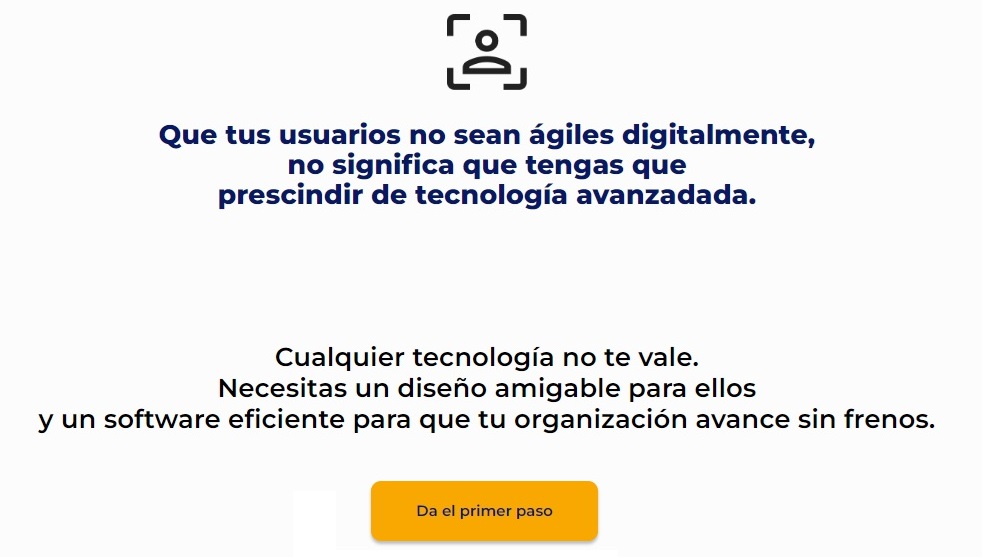 Que tus usuarios no sean ágiles digitalmente,
no significa que tengas que
prescindir de tecnología avanzadada.
Cualquier tecnología no te vale.
Necesitas un diseño amigable para ellos
y un software eficiente para que tu organización avance sin frenos.
Da el primer paso